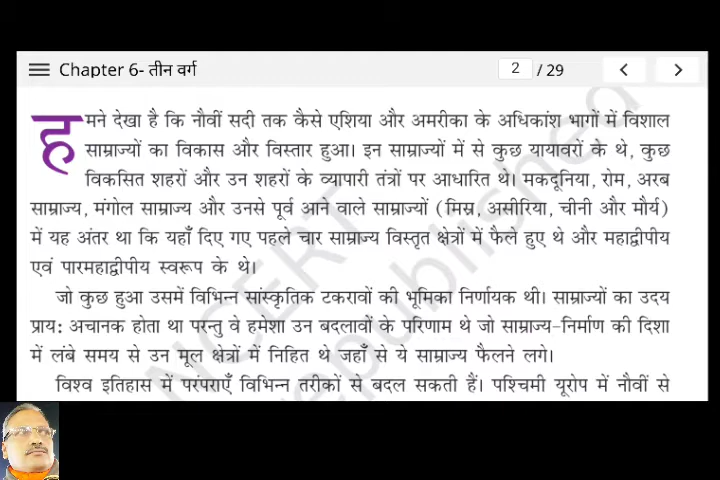 Chapter 6- तीन वर्ग
2 / 29
हमने देखा है कि नौवीं सदी तक कैसे एशिया और अमरीका के अधिकांश भागों में विशाल
साम्राज्यों का विकास और विस्तार हुआ। इन साम्राज्यों में से कुछ यायावरों के थे, कुछ
विकसित शहरों और उन शहरों के व्यापारी तंत्रों पर आधारित थे। मकदूनिया, रोम, अरब
साम्राज्य, मंगोल साम्राज्य और उनसे पूर्व आने वाले साम्राज्यों (मिस्र, असीरिया, चीनी और मौर्य)
में यह अंतर था कि यहाँ दिए गए पहले चार साम्राज्य विस्तृत क्षेत्रों में फैले हुए थे और महाद्वीपीय
एवं पारमहाद्वीपीय स्वरूप के थे।
जो कुछ हुआ उसमें विभिन्न सांस्कृतिक टकरावों की भूमिका निर्णायक थी। साम्राज्यों का उदय
प्राय: अचानक होता था परन्तु वे हमेशा उन बदलावों के परिणाम थे जो साम्राज्य-निर्माण की दिशा
में लंबे समय से उन मूल क्षेत्रों में निहित थे जहाँ से ये साम्राज्य फैलने लगे।
विश्व इतिहास में परंपराएँ विभिन्न तरीकों से बदल सकती हैं। पश्चिमी यूरोप में नौवीं से
NCERT
republished